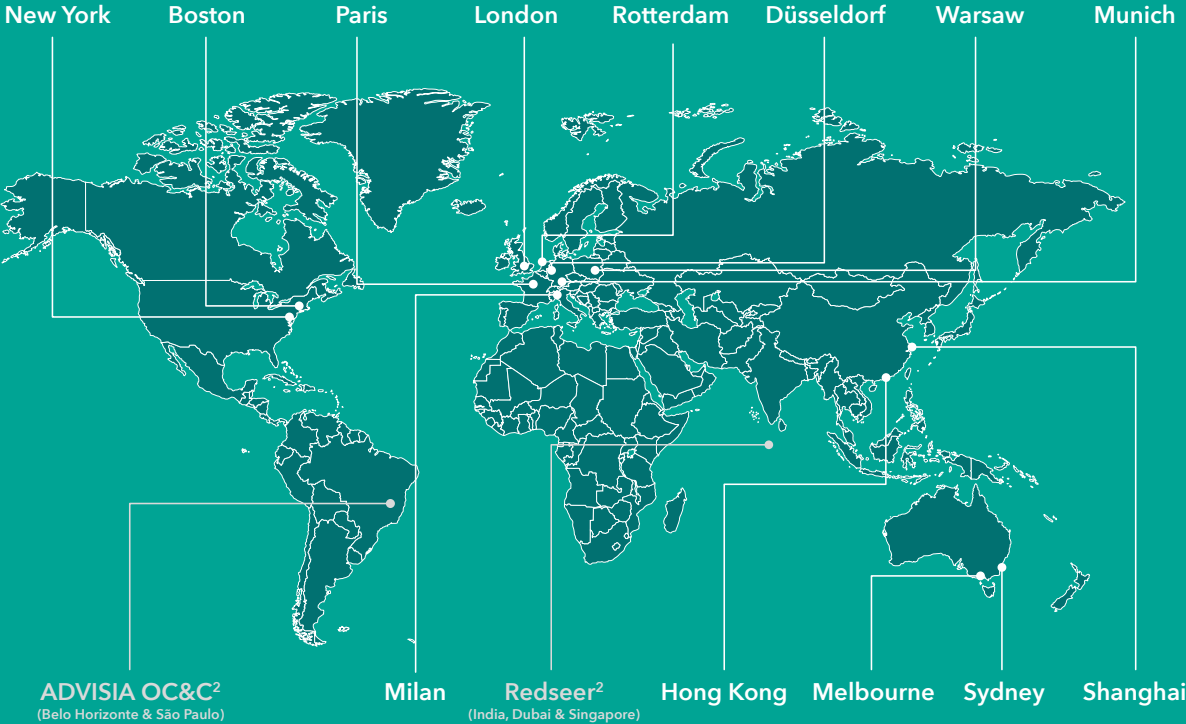 New York Boston Paris London Rotterdam Düsseldorf Warsaw Munich
ADVISIA OC&C² Milan Redseer² Hong Kong Melbourne Sydney Shanghai
(Belo Horizonte & São Paulo) (India, Dubai & Singapore)